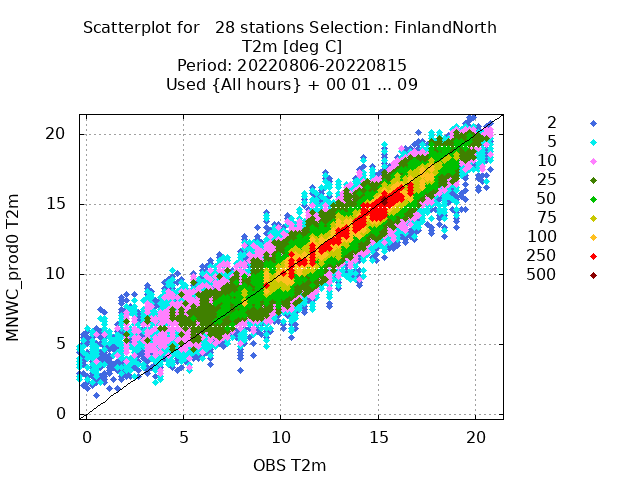 Scatterplot for   28 stations Selection: FinlandNorth
T2m [deg C]
Period: 20220806-20220815
Used {All hours} + 00 01 ... 09
MNWC_prod0 T2m
20
15
10
5
0
0 5 10 15 20
OBS T2m
2
5
10
25
50
75
100
250
500